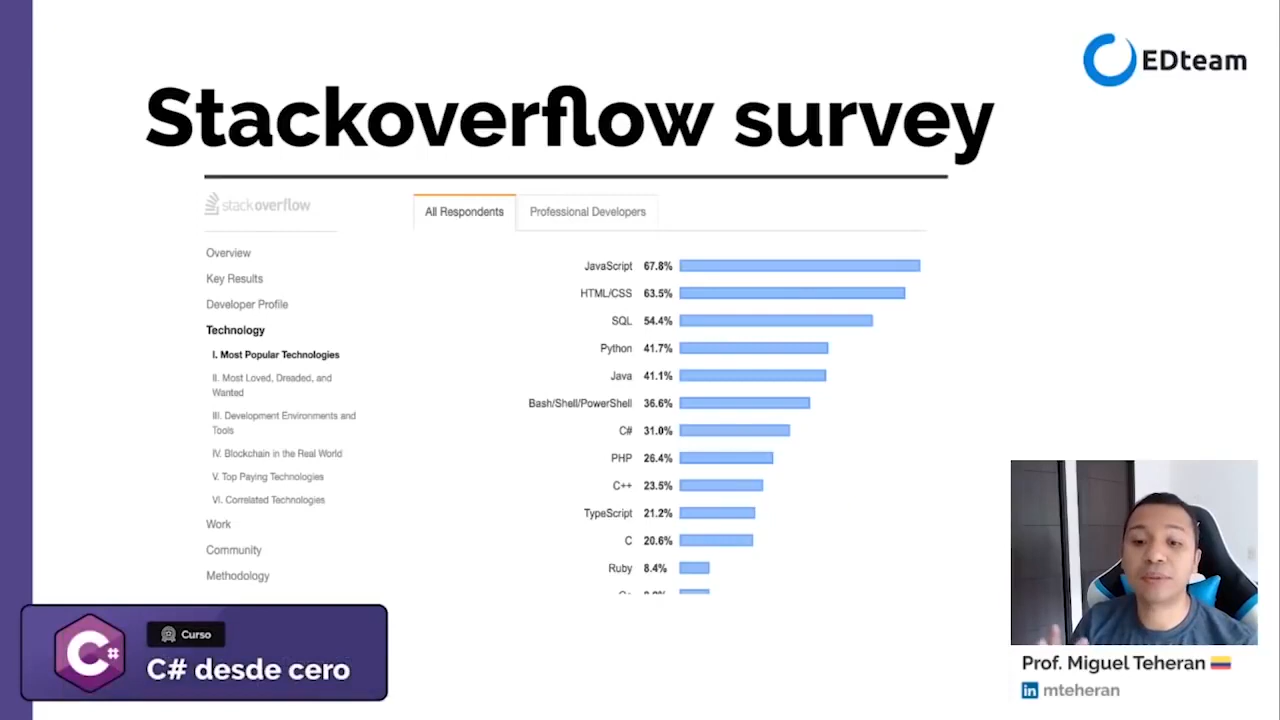 EDteam
Stackoverflow survey
stackoverflow
All Respondents
Professional Developers
Overview
Key Results
Developer Profile
Technology
I. Most Popular Technologies
II. Most Loved, Dreaded, and
Wanted
III. Development Environments and
Tools
IV. Blockchain in the Real World
V. Top Paying Technologies
VI. Correlated Technologies
Work
Community
Methodology
JavaScript 67.8%
HTML/CSS 63.5%
SQL 54.4%
Python 41.7%
Java 41.1%
Bash/Shell/PowerShell 36.6%
C# 31.0%
PHP 26.4%
C++ 23.5%
TypeScript 21.2%
C 20.6%
Ruby 8.4%
C#
Curso
C# desde cero
Prof. Miguel Teheran
in mteheran